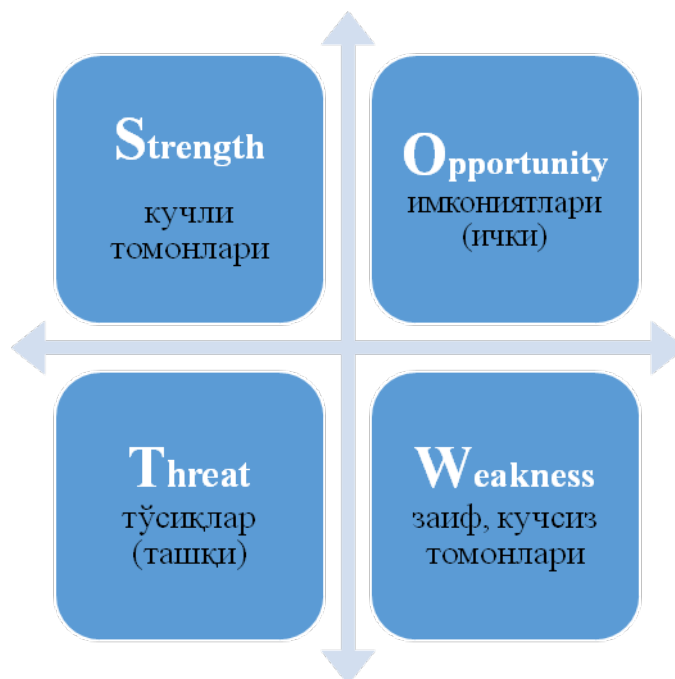 Strength
кучли
томонлари
Opportunity
имкониятлари
(ички)
Threat
тўсиқлар
(ташқи)
Weakness
заиф, кучсиз
томонлари